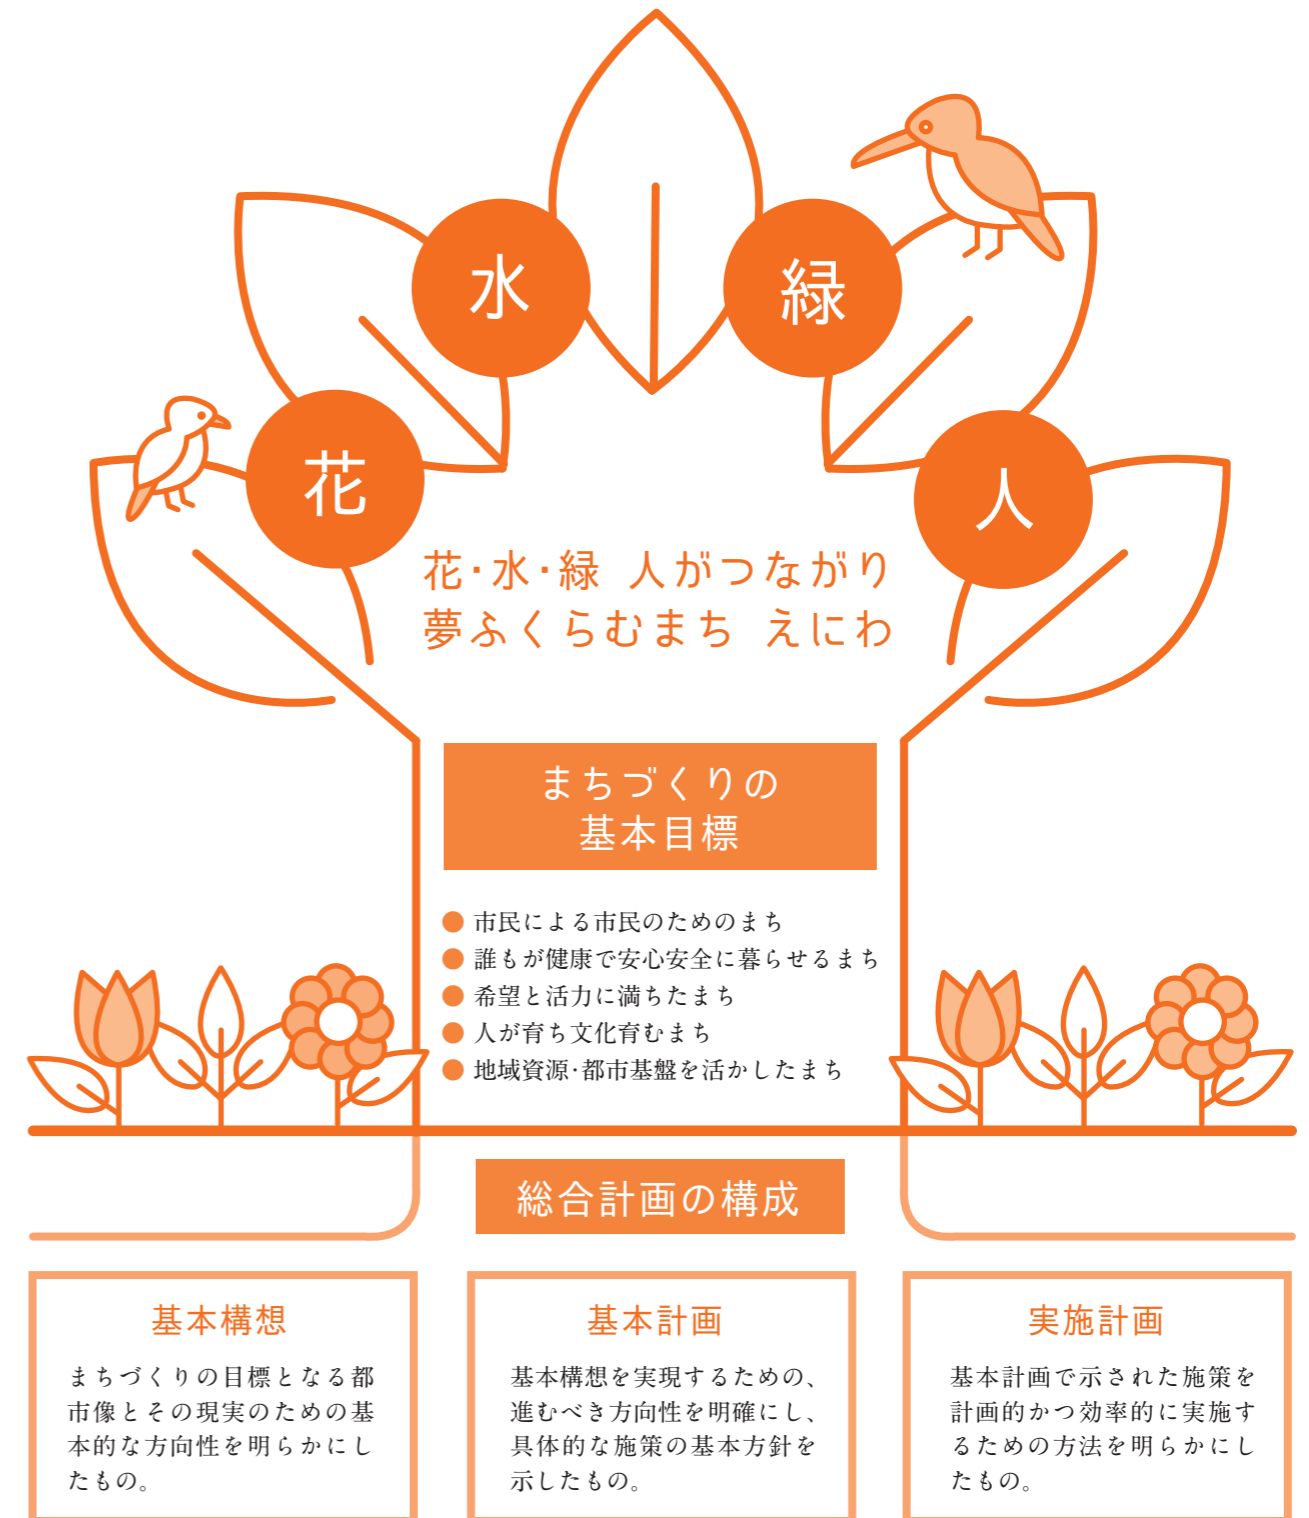 水
緑
花
人
花・水・緑 人がつながり
夢ふくらむまち えにわ
まちづくりの
基本目標
●市民による市民のためのまち
●誰もが健康で安心安全に暮らせるまち
●希望と活力に満ちたまち
●人が育ち文化育むまち
●地域資源・都市基盤を活かしたまち
総合計画の構成
基本構想
まちづくりの目標となる都
市像とその現実のための基
本的な方向性を明らかにし
たもの。
基本計画
基本構想を実現するための、
進むべき方向性を明確にし、
具体的な施策の基本方針を
示したもの。
実施計画
基本計画で示された施策を
計画的かつ効率的に実施す
るための方法を明らかにし
たもの。